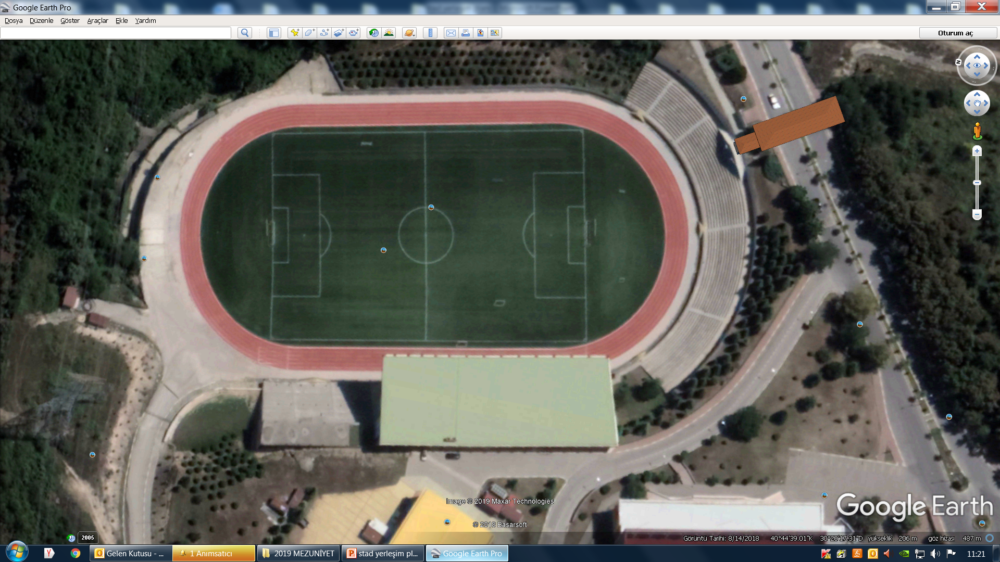 Google Earth Pro
Dosya Düzenle Göster Araçlar Ekle Yardım
Oturum aç
N
Image © 2019 Maxar Technologies
© 2018 Basarsoft
Google Earth
2005
Görüntü Tarihi: 8/14/2018 40°44'39.01"K 30°20'17.31"D yükseklik 206 m göz hizası 487 m
Gelen Kutusu - ... 1 Anımsatıcı 2019 MEZUNİYET stad yerleşim pl... Google Earth Pro 11:21